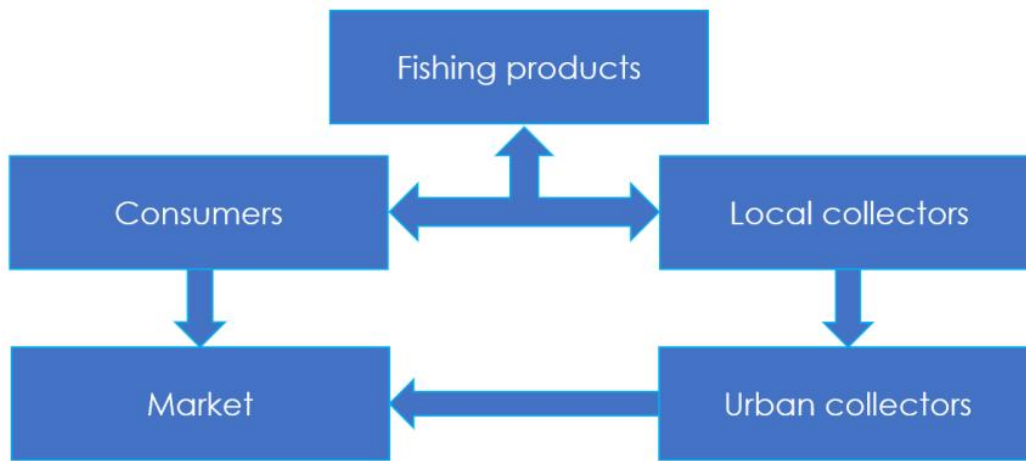 Fishing products
Consumers
Local collectors
Market
Urban collectors